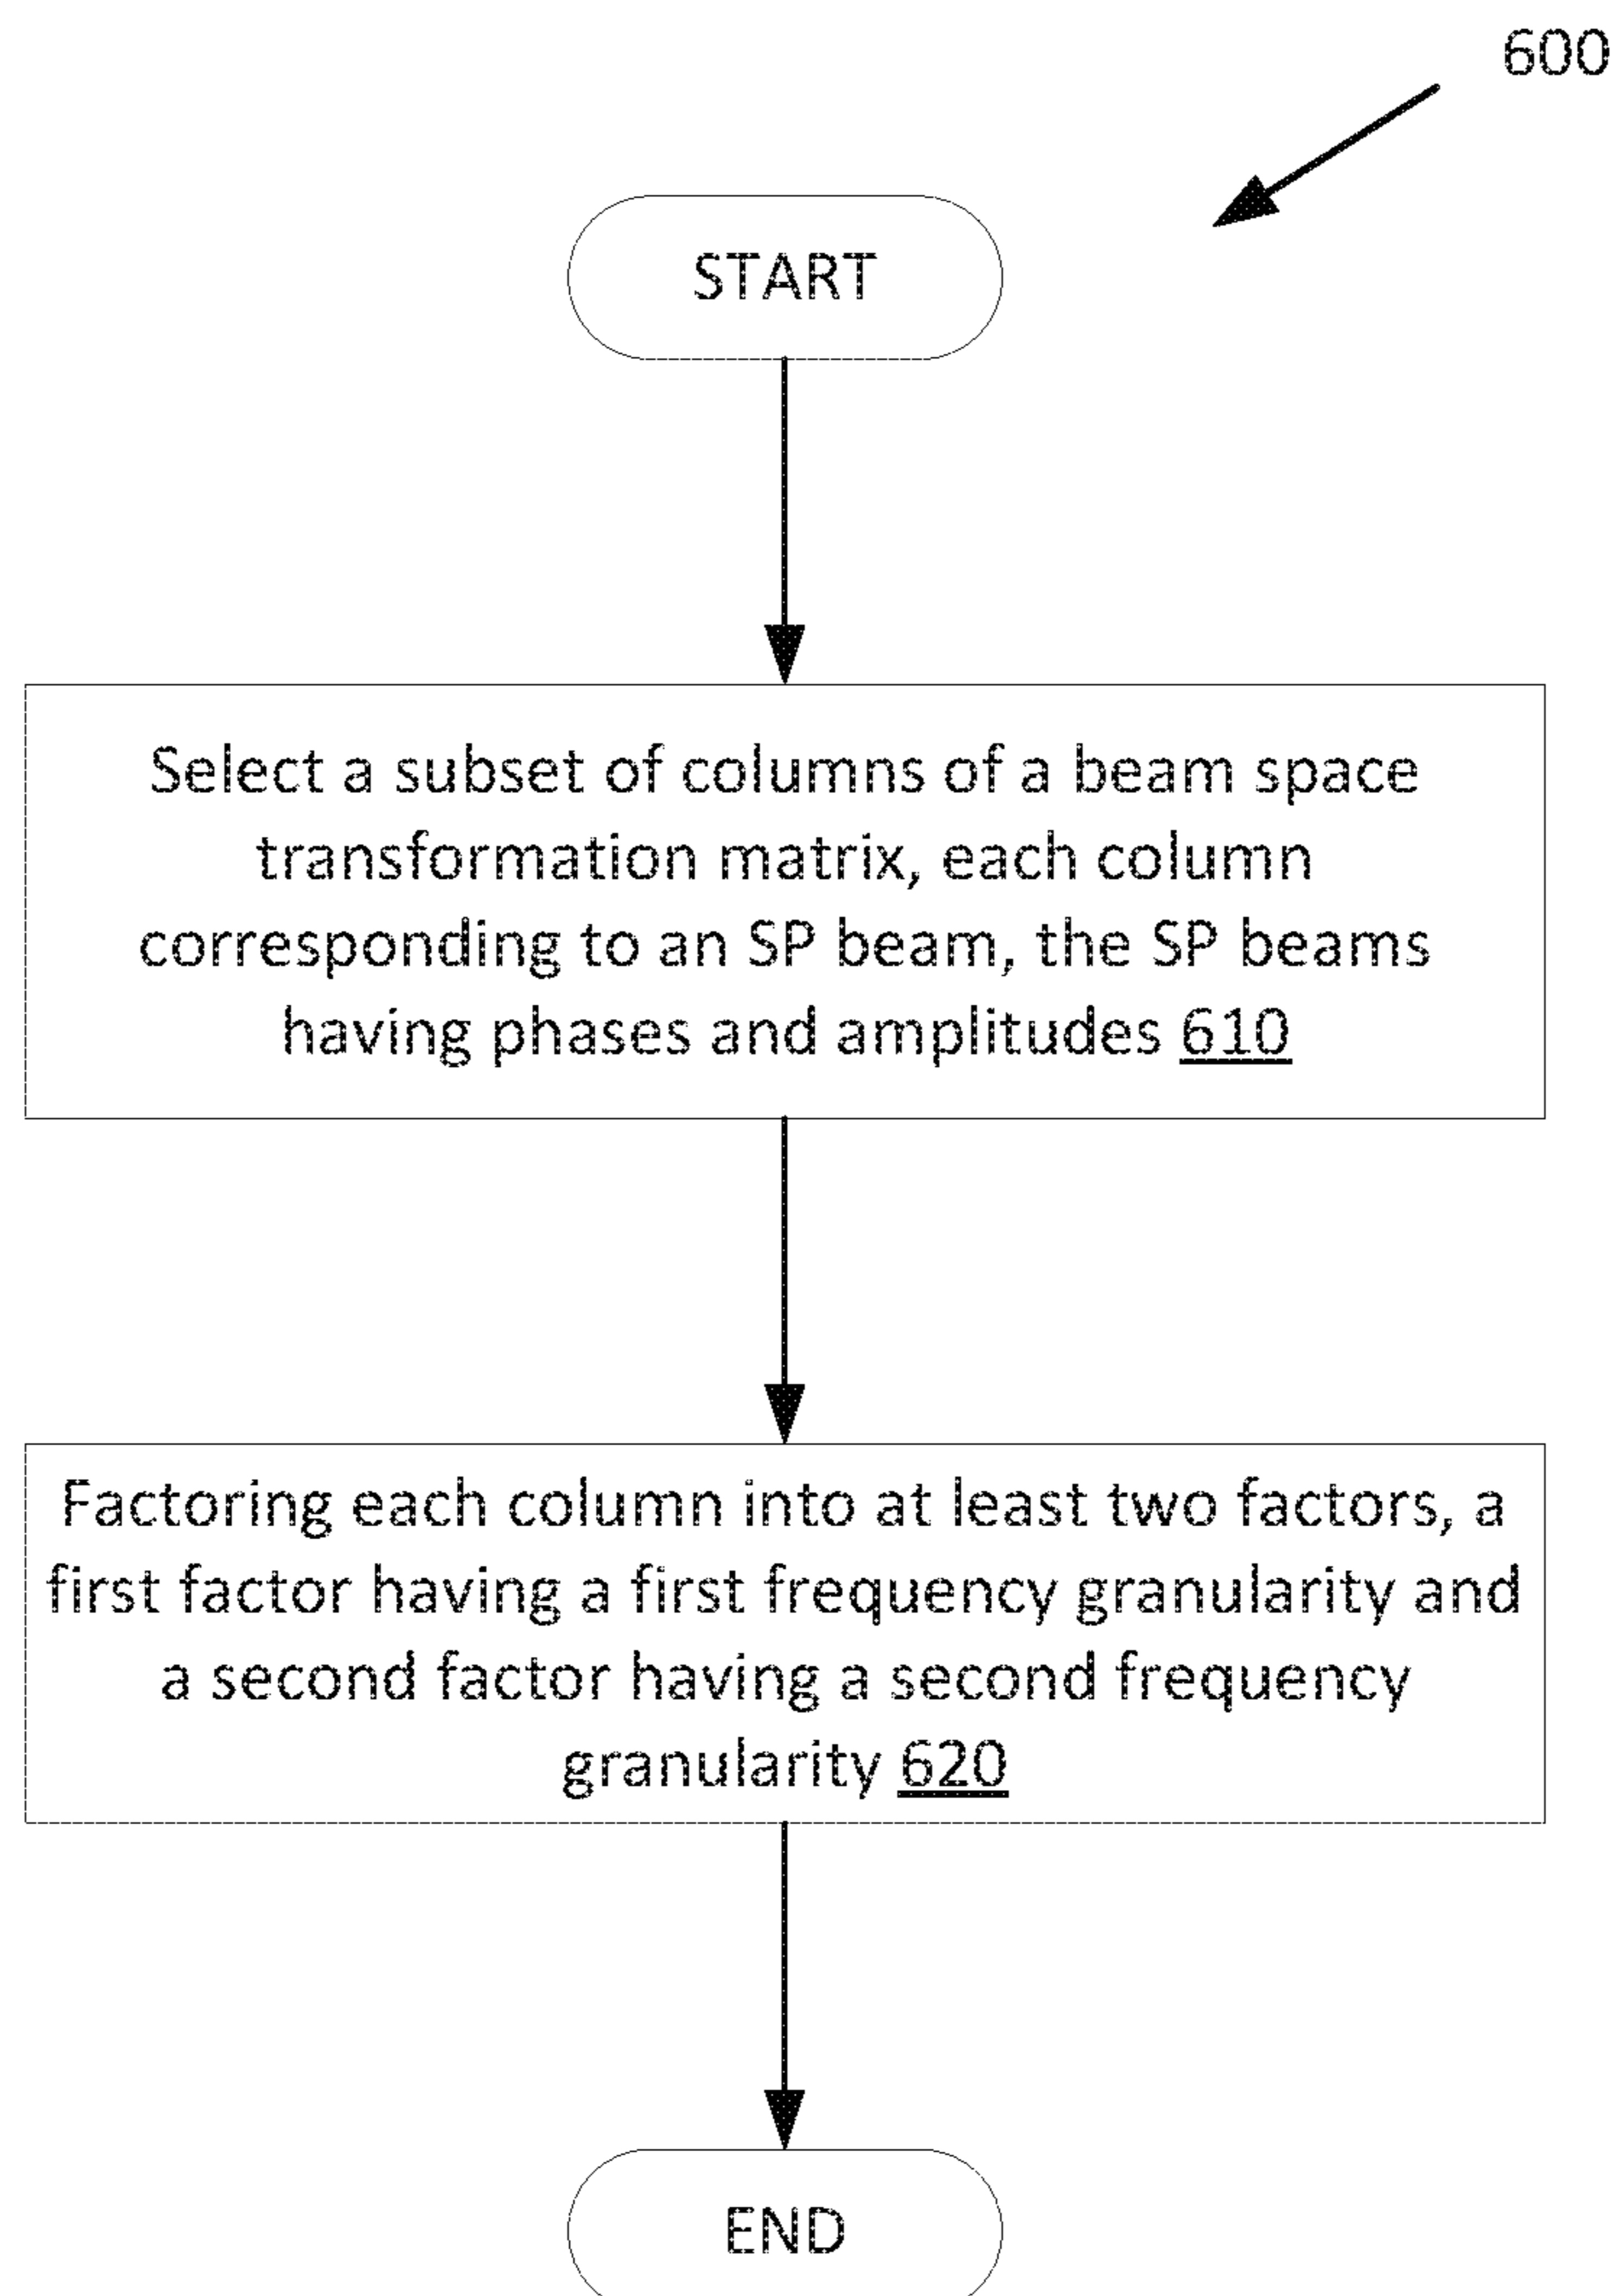 600
START
Select a subset of columns of a beam space
transformation matrix, each column
corresponding to an SP beam, the SP beams
having phases and amplitudes 610
Factoring each column into at least two factors, a
first factor having a first frequency granularity and
a second factor having a second frequency
granularity 620
END